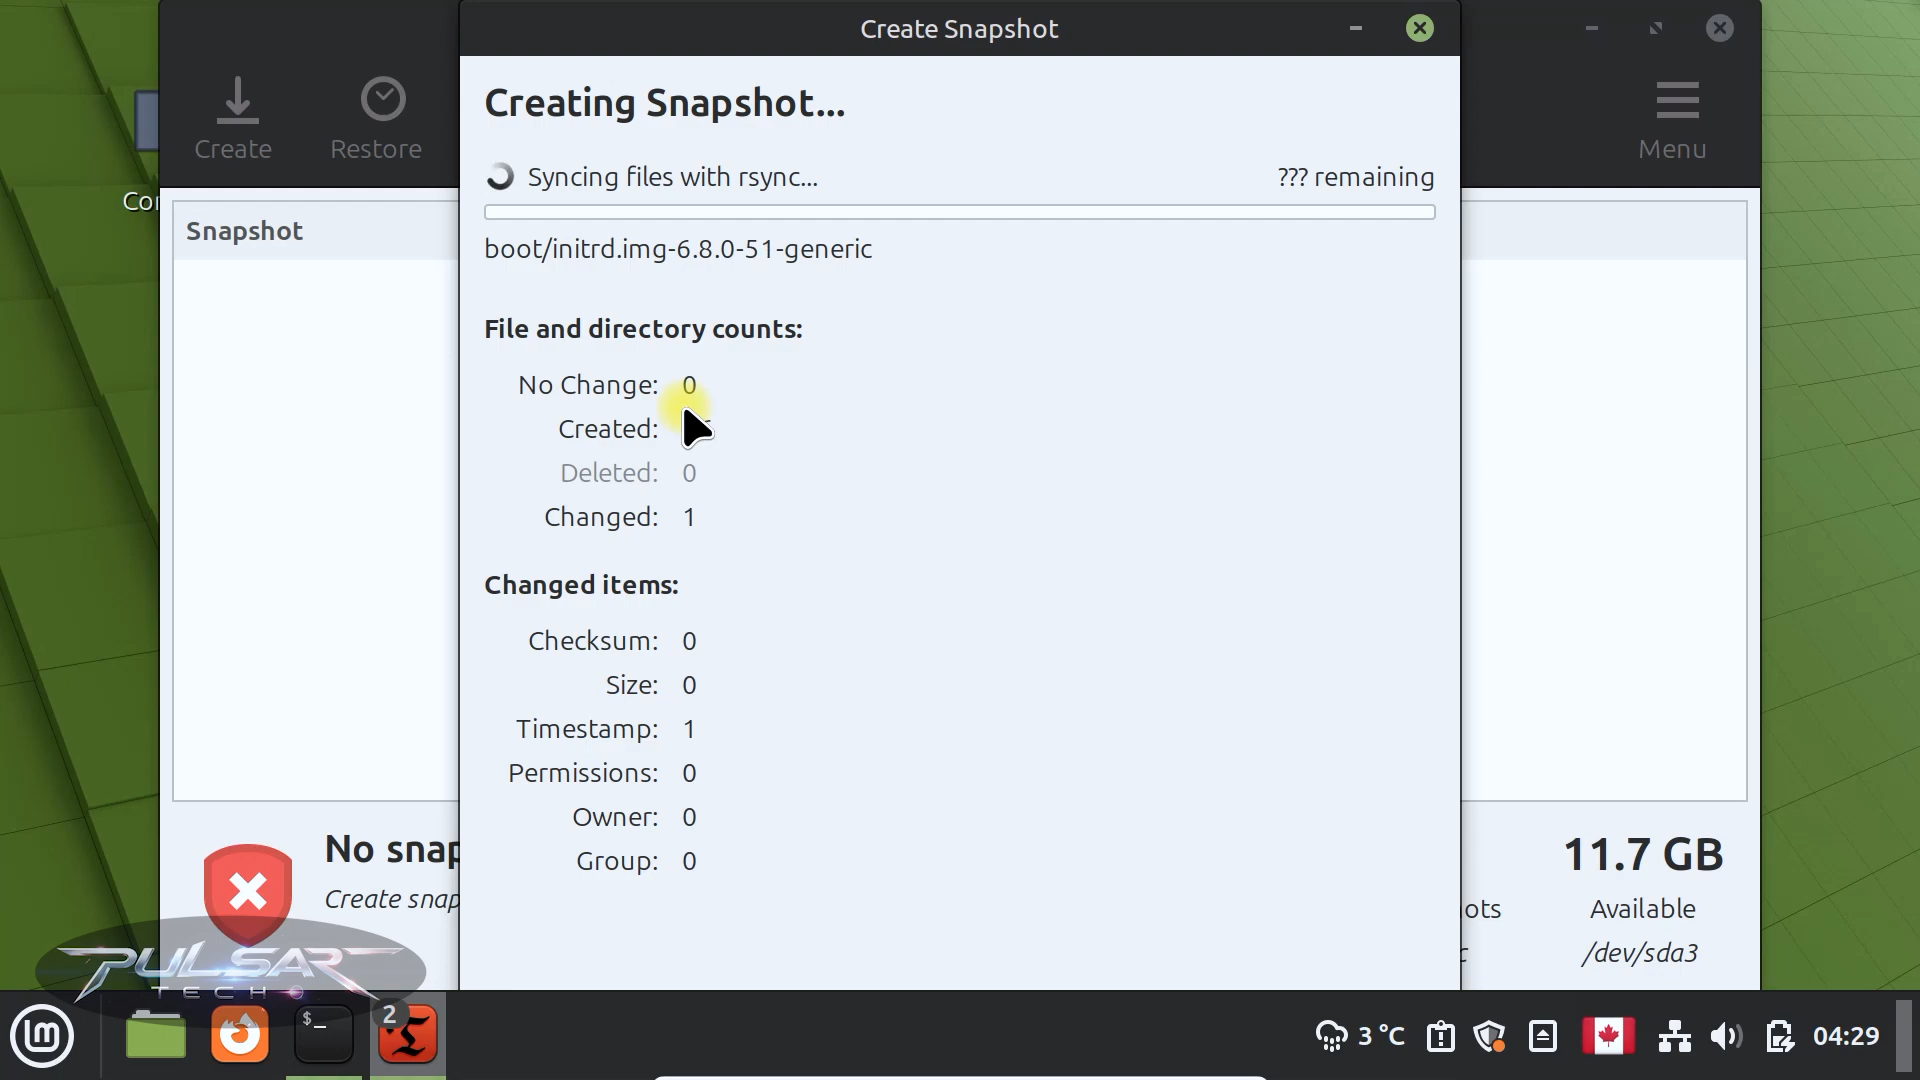 Create Snapshot
Create
Restore
Menu
Creating Snapshot...
Syncing files with rsync...
??? remaining
boot/initrd.img-6.8.0-51-generic
Snapshot
File and directory counts:
No Change: 0
Created:
Deleted: 0
Changed: 1
Changed items:
Checksum: 0
Size: 0
Timestamp: 1
Permissions: 0
Owner: 0
Group: 0
No snap
Create snap
11.7 GB
Available
/dev/sda3
PULSAR
TECH
lm
$_
2
3 °C
04:29